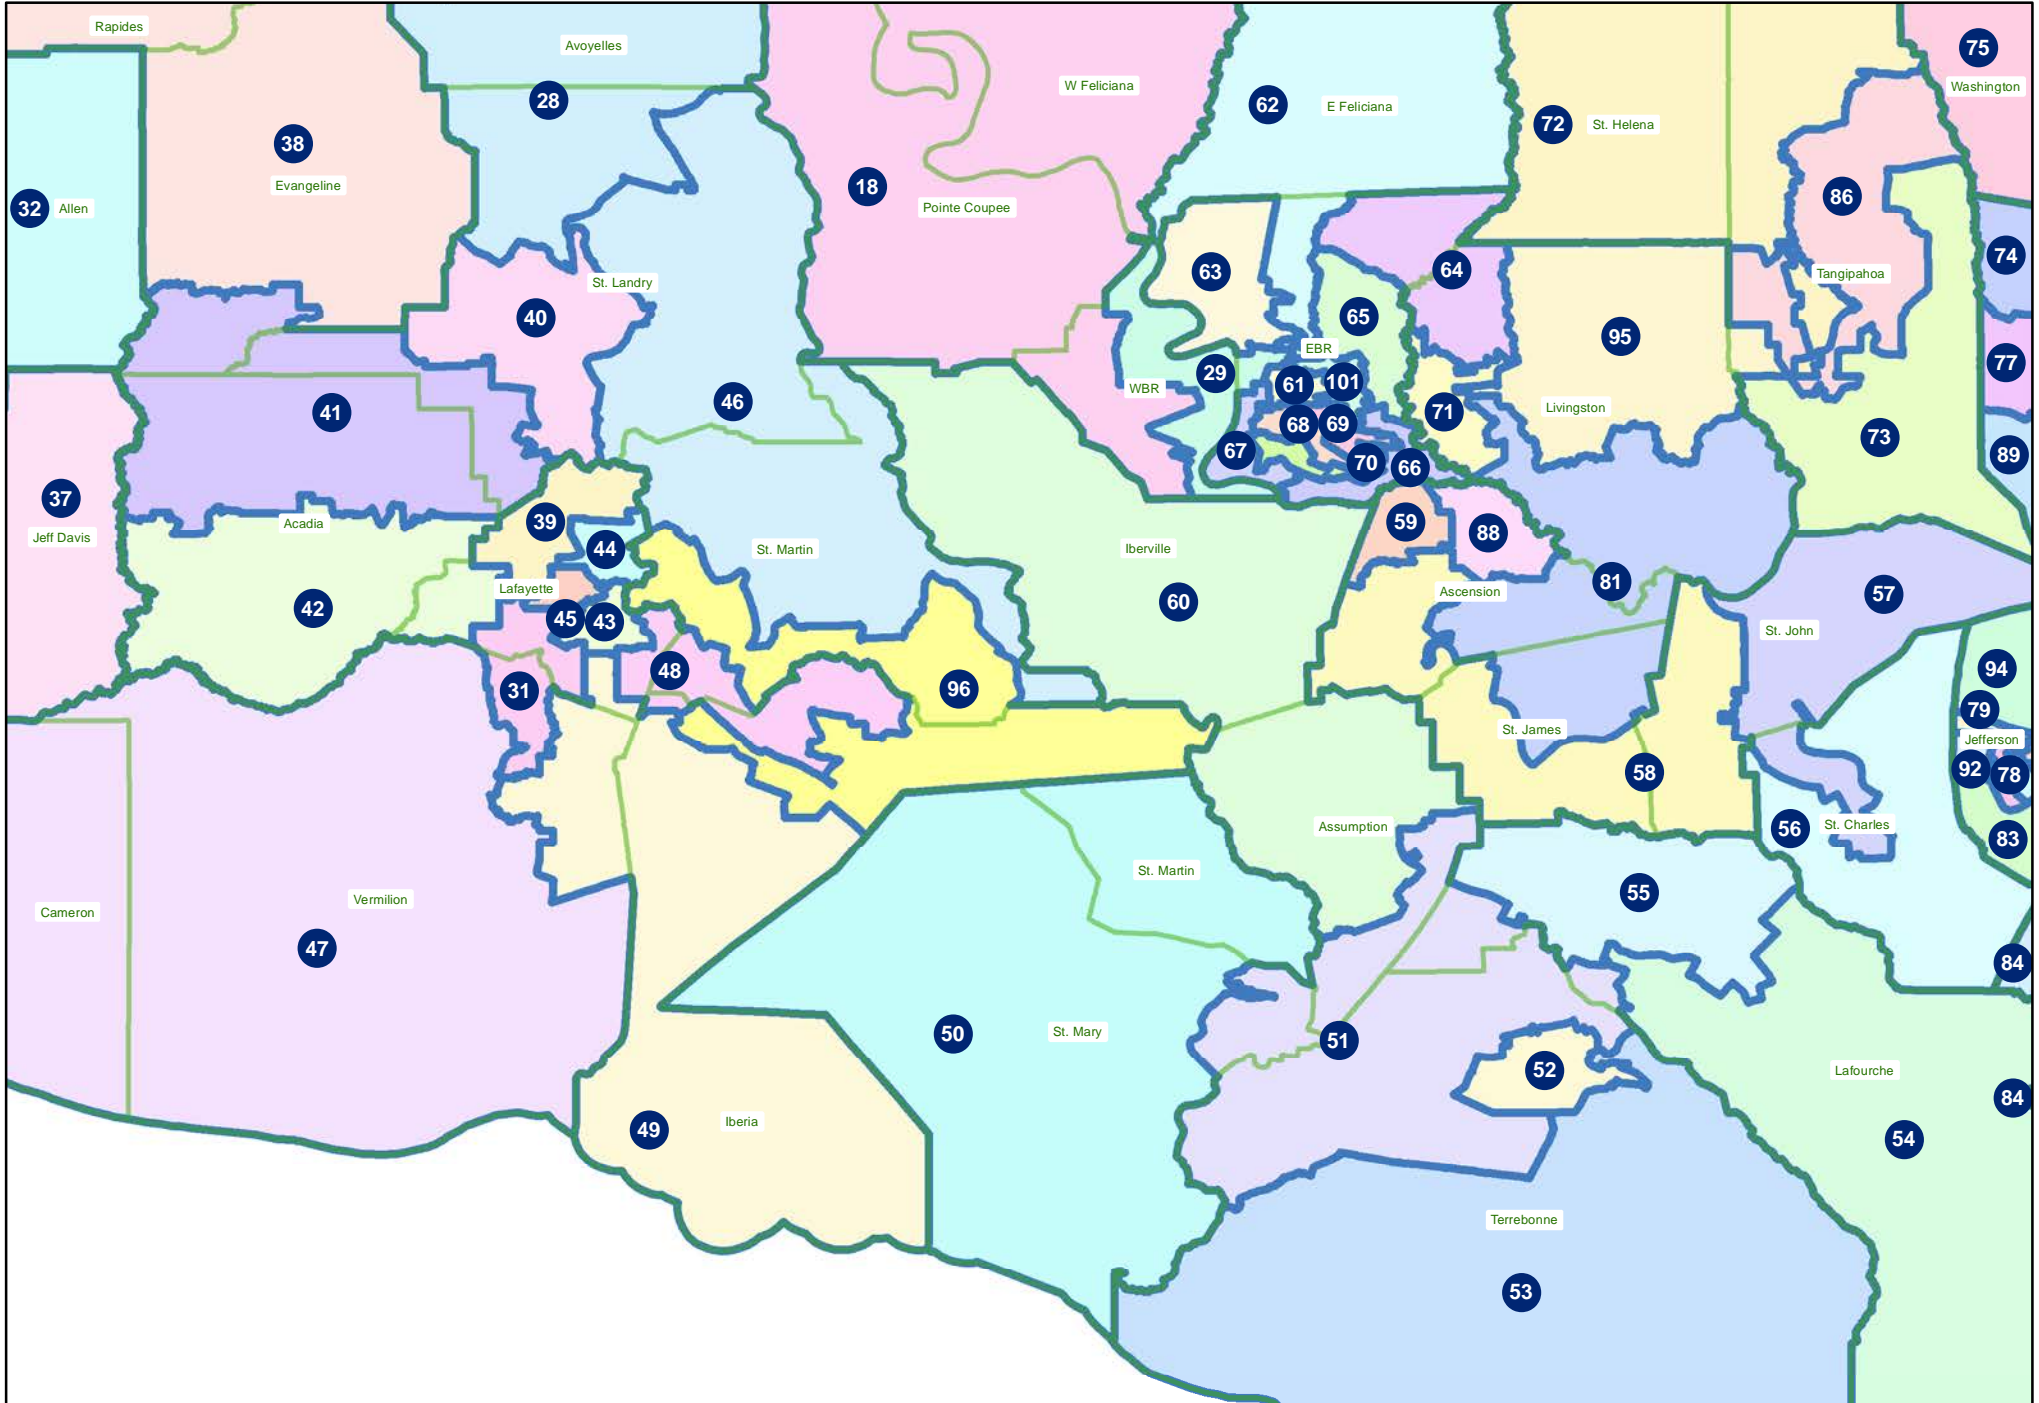 Rapides
Avoyelles
75
W Feliciana
Washington
28
62
E Feliciana
72
St. Helena
38
Evangeline
18
86
32
Allen
Pointe Coupee
74
63
64
Tangipahoa
St. Landry
40
65
95
EBR
77
29
61
101
WBR
46
41
71
Livingston
68
69
73
67
70
66
89
37
Jeff Davis
Acadia
39
44
St. Martin
Iberville
59
88
Lafayette
42
45
43
60
Ascension
81
57
St. John
48
31
96
94
79
St. James
Jefferson
58
92
78
Assumption
56
St. Charles
83
St. Martin
55
Vermilion
Cameron
47
84
50
St. Mary
51
52
Lafourche
84
49
Iberia
54
Terrebonne
53